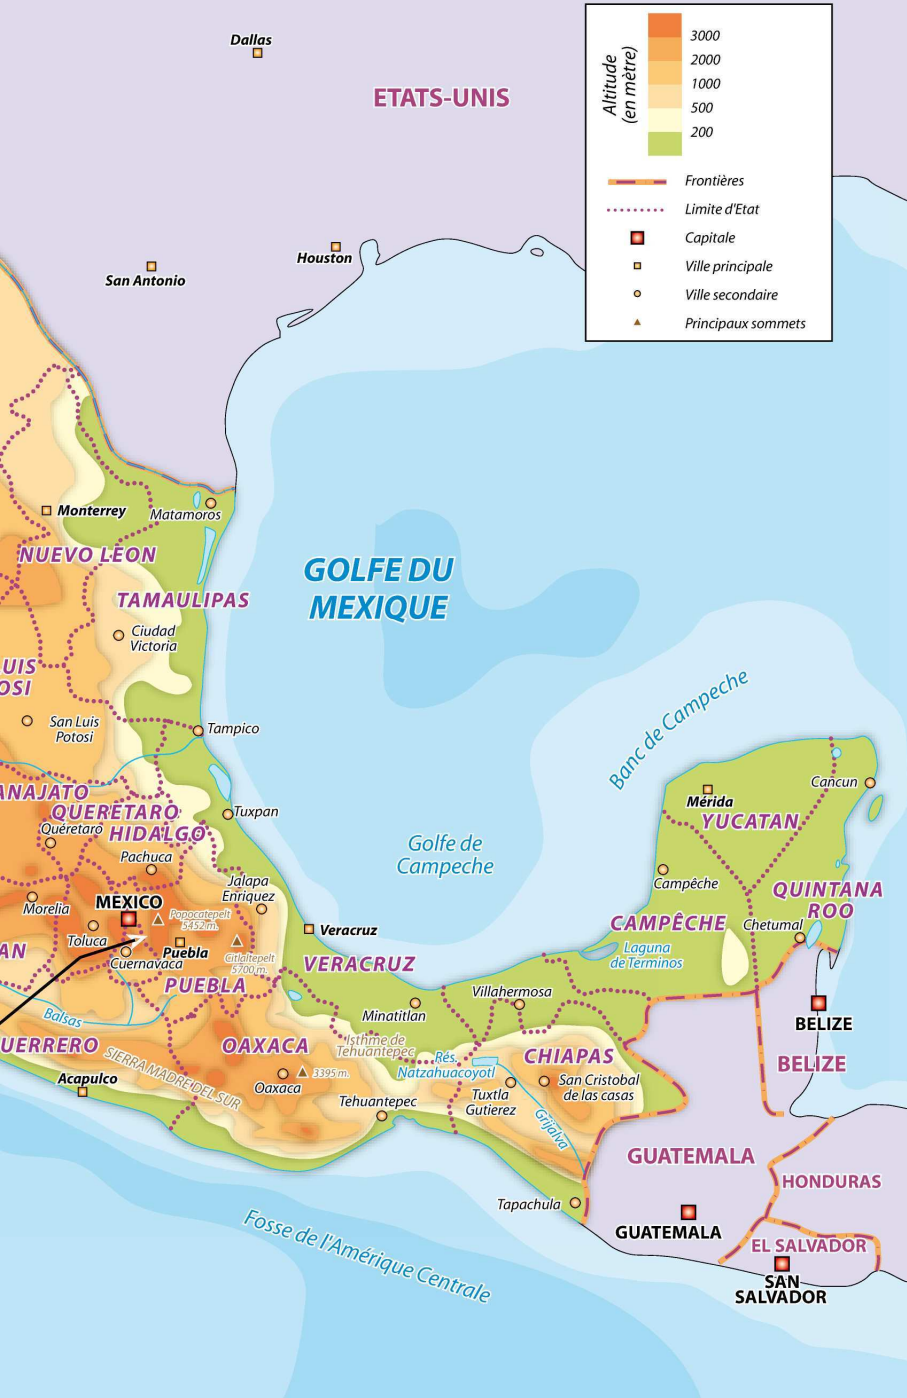 Dallas
ETATS-UNIS
Altitude
(en mètre)
3000
2000
1000
500
200
Frontières
Limite d'Etat
Capitale
Ville principale
Ville secondaire
Principaux sommets
Houston
San Antonio
Monterrey
Matamoros
NUEVO LEON
TAMAULIPAS
GOLFE DU
MEXIQUE
Ciudad
Victoria
UIS
OSI
San Luis
Potosi
Tampico
Banc de Campeche
ANAJATO
QUERETARO
Quéretaro
HIDALGO
Tuxpan
Pachuca
Golfe de
Campeche
Mérida
YUCATAN
Cancun
Campêche
QUINTANA
ROO
Jalapa
Enriquez
MEXICO
Morelia
Popocatepelt
5452 m.
Toluca
Puebla
Cuernavaca
Citlaltepelt
5700 m.
AN
PUEBLA
Veracruz
VERACRUZ
CAMPÊCHE
Chetumal
Laguna
de Terminos
Villahermosa
Minatitlan
BELIZE
BELIZE
Balsas
UERRERO
SIERRA MADRE DEL SUR
OAXACA
Isthme de
Tehuantepec
Rés.
Natzahuacoyotl
CHIAPAS
Acapulco
Oaxaca
3395 m.
Tehuantepec
Tuxtla
Gutierez
San Cristobal
de las casas
Grijalva
GUATEMALA
HONDURAS
Tapachula
GUATEMALA
EL SALVADOR
SAN
SALVADOR
Fosse de l'Amérique Centrale